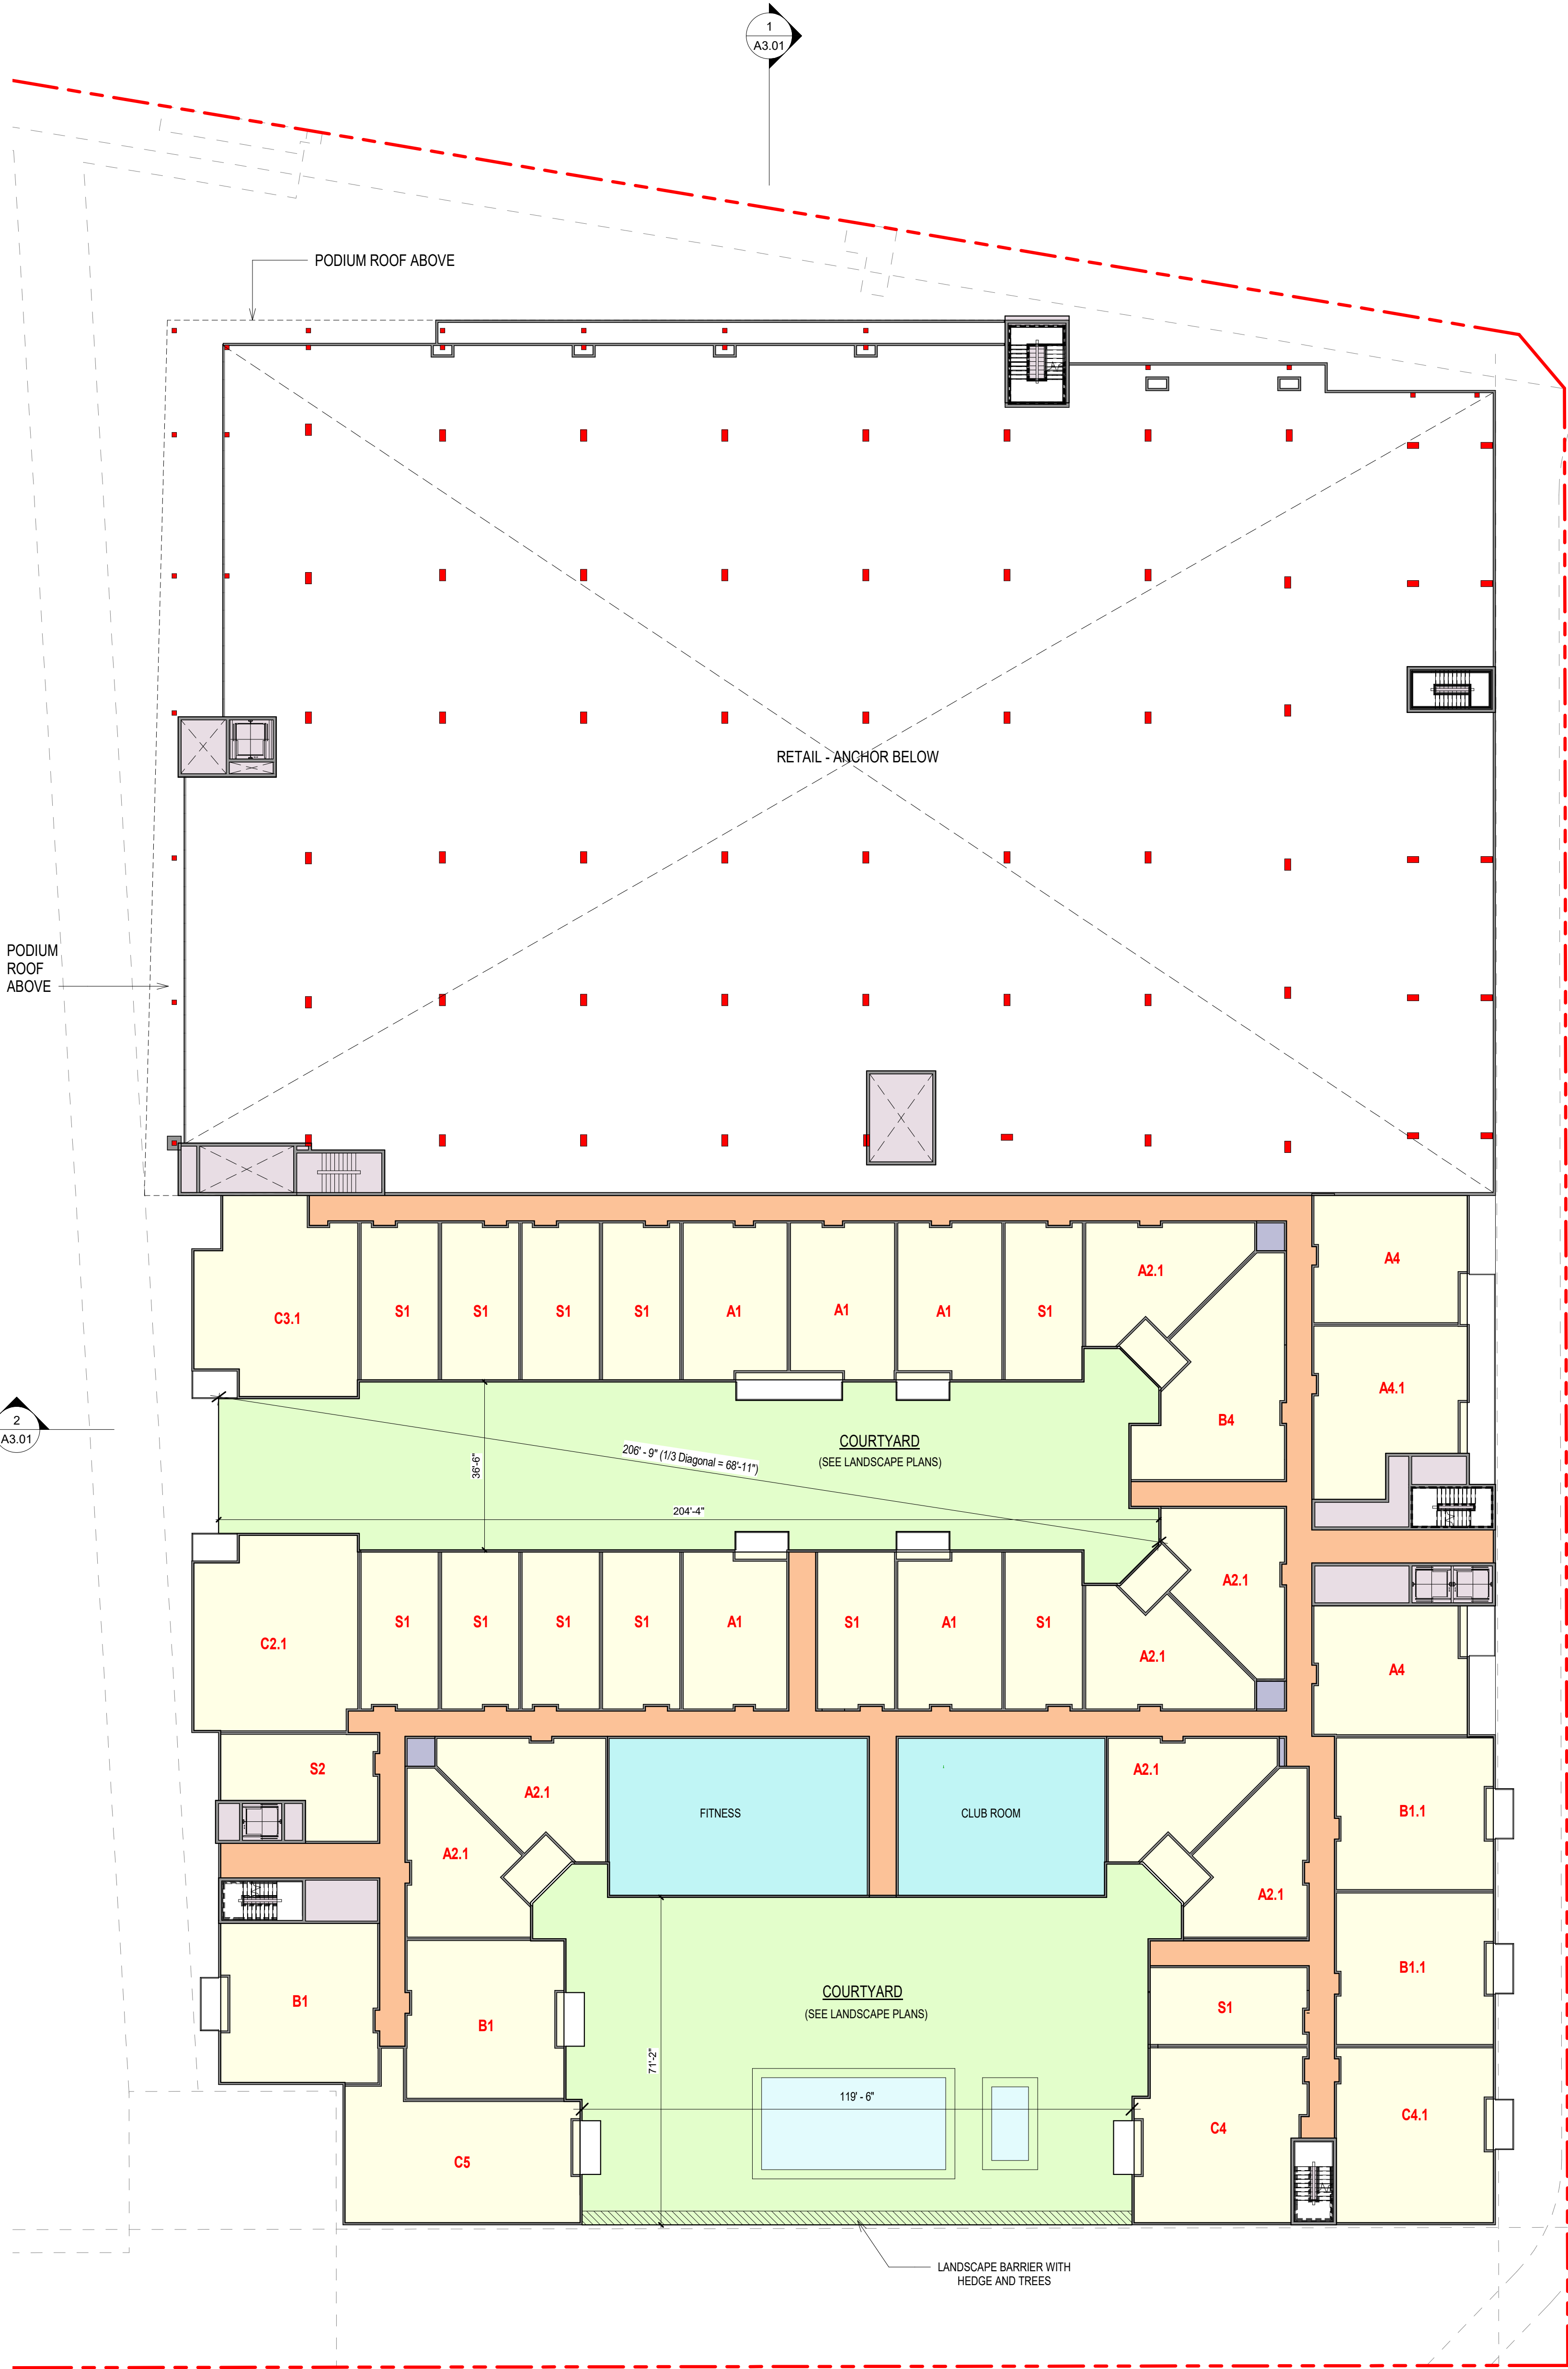 1
A3.01
PODIUM ROOF ABOVE
RETAIL - ANCHOR BELOW
PODIUM
ROOF
ABOVE
C3.1
S1
S1
S1
S1
A1
A1
A1
S1
A2.1
A4
A4.1
B4
2
A3.01
COURTYARD
(SEE LANDSCAPE PLANS)
206' - 9" (1/3 Diagonal = 68'-11")
36'-6"
204'-4"
C2.1
S1
S1
S1
S1
A1
S1
A1
S1
A2.1
A2.1
A4
S2
A2.1
A2.1
FITNESS
CLUB ROOM
A2.1
A2.1
B1.1
B1.1
B1
B1
COURTYARD
(SEE LANDSCAPE PLANS)
S1
71'-2"
119' - 6"
C5
C4
C4.1
LANDSCAPE BARRIER WITH
HEDGE AND TREES